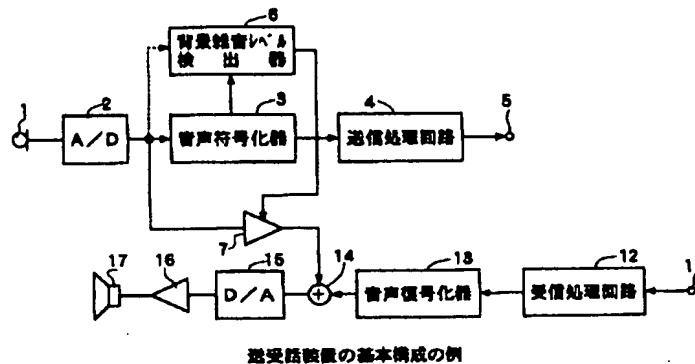 6
背景雑音レベル
検出器
1
2
3
4
5
A/D
音声符号化器
送信処理回路
7
17
16
15
14
13
12
1
D/A
音声復号化器
受信処理回路
送受話装置の基本構成の例